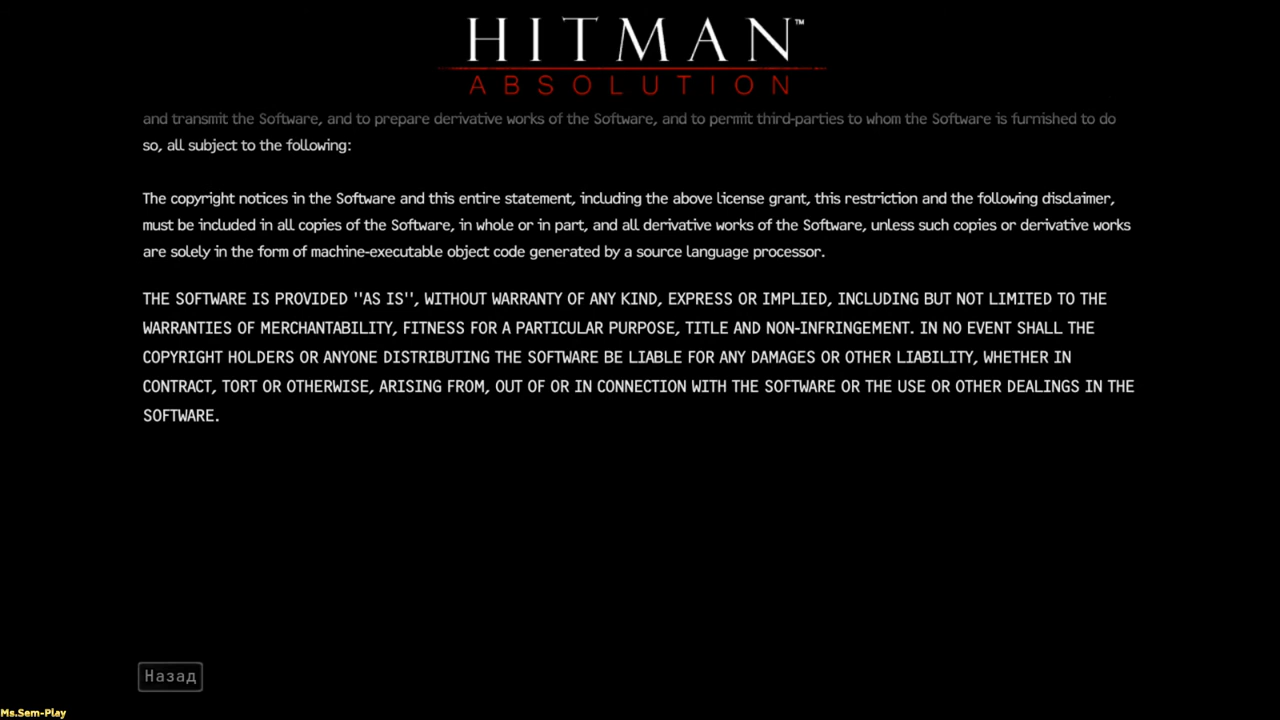 HITMAN™
ABSOLUTION
and transmit the Software, and to prepare derivative works of the Software, and to permit third-parties to whom the Software is furnished to do
so, all subject to the following:
The copyright notices in the Software and this entire statement, including the above license grant, this restriction and the following disclaimer,
must be included in all copies of the Software, in whole or in part, and all derivative works of the Software, unless such copies or derivative works
are solely in the form of machine-executable object code generated by a source language processor.
THE SOFTWARE IS PROVIDED "AS IS", WITHOUT WARRANTY OF ANY KIND, EXPRESS OR IMPLIED, INCLUDING BUT NOT LIMITED TO THE
WARRANTIES OF MERCHANTABILITY, FITNESS FOR A PARTICULAR PURPOSE, TITLE AND NON-INFRINGEMENT. IN NO EVENT SHALL THE
COPYRIGHT HOLDERS OR ANYONE DISTRIBUTING THE SOFTWARE BE LIABLE FOR ANY DAMAGES OR OTHER LIABILITY, WHETHER IN
CONTRACT, TORT OR OTHERWISE, ARISING FROM, OUT OF OR IN CONNECTION WITH THE SOFTWARE OR THE USE OR OTHER DEALINGS IN THE
SOFTWARE.
Назад
Ms.Sem-Play